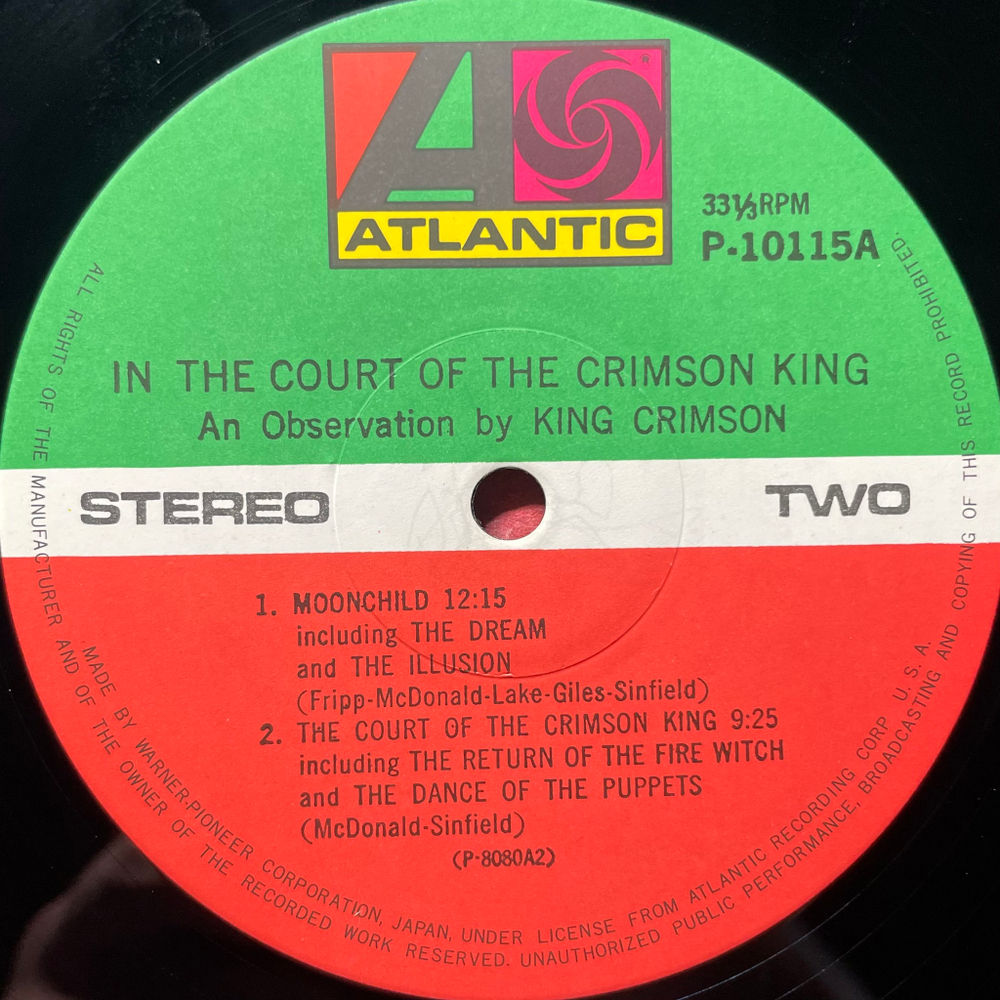 ATLANTIC
®
33⅓RPM
P-10115A
IN THE COURT OF THE CRIMSON KING
An Observation by KING CRIMSON
STEREO
TWO
1. MOONCHILD 12:15
including THE DREAM
and THE ILLUSION
(Fripp-McDonald-Lake-Giles-Sinfield)
2. THE COURT OF THE CRIMSON KING 9:25
including THE RETURN OF THE FIRE WITCH
and THE DANCE OF THE PUPPETS
(McDonald-Sinfield)
(P-8080A2)
MADE BY WARNER-PIONEER CORPORATION, JAPAN, UNDER LICENSE FROM ATLANTIC RECORDING CORP U. S. A.
ALL RIGHTS OF THE MANUFACTURER AND OF THE OWNER OF THE RECORDED WORK RESERVED. UNAUTHORIZED PUBLIC PERFORMANCE, BROADCASTING AND COPYING OF THIS RECORD PROHIBITED.